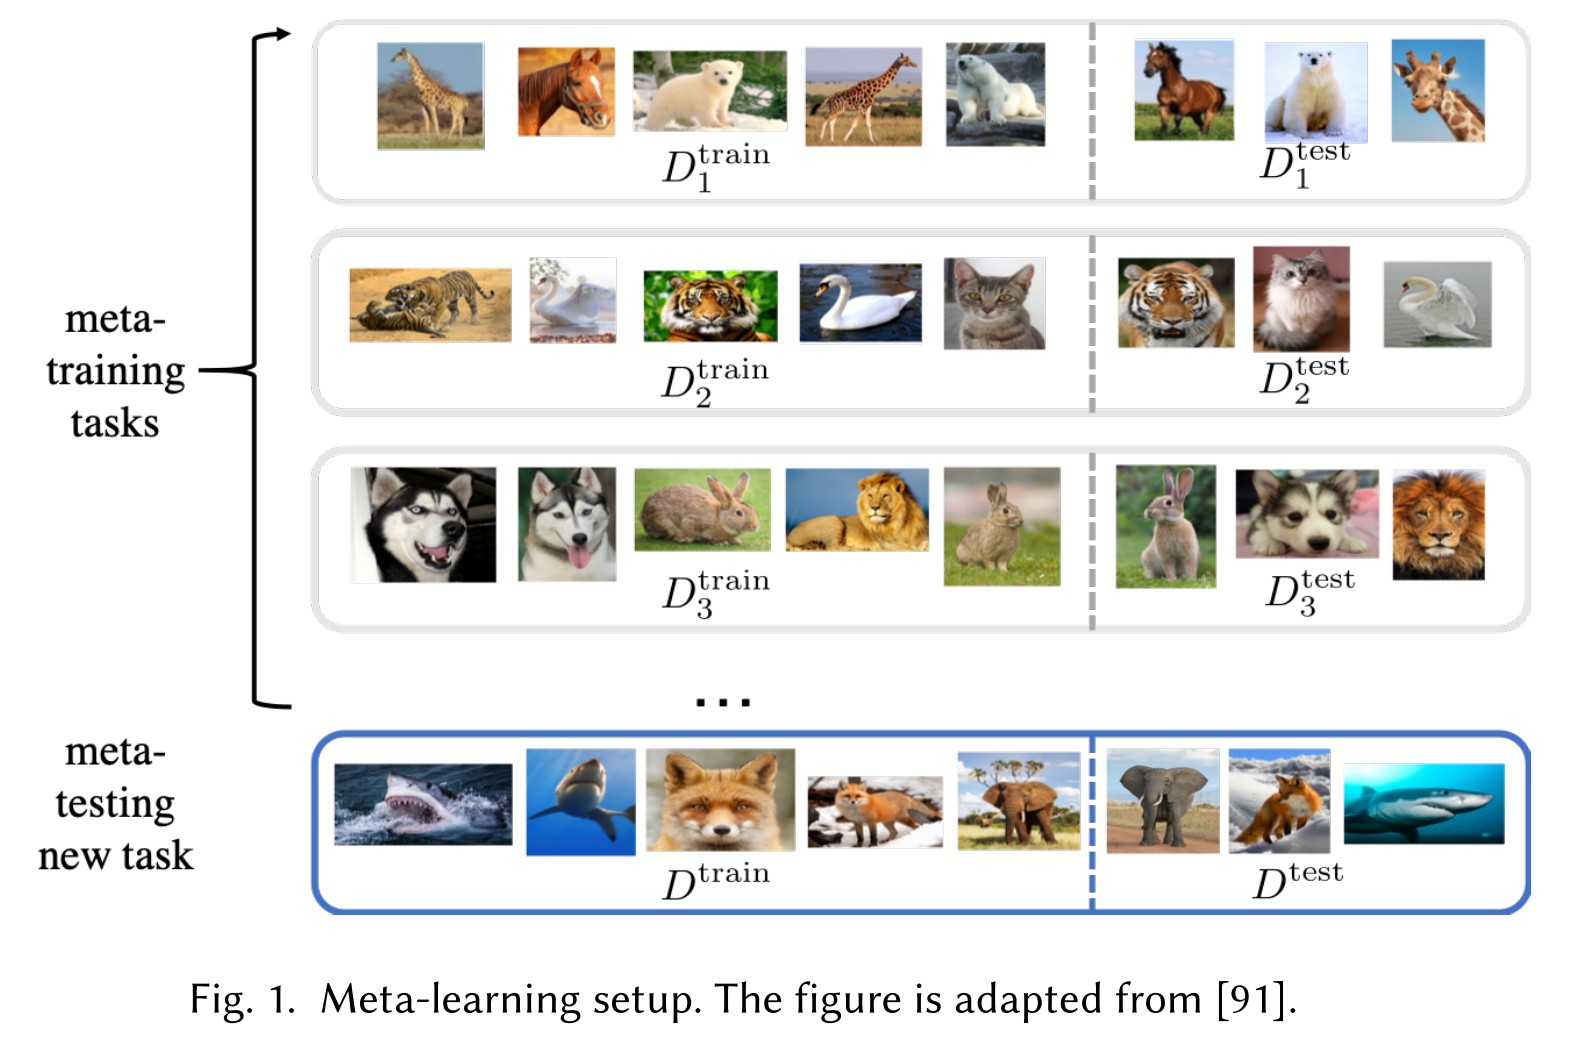 meta-
training
tasks
D_1^train
D_1^test
D_2^train
D_2^test
D_3^train
D_3^test
...
meta-
testing
new task
D^train
D^test
Fig. 1. Meta-learning setup. The figure is adapted from [91].